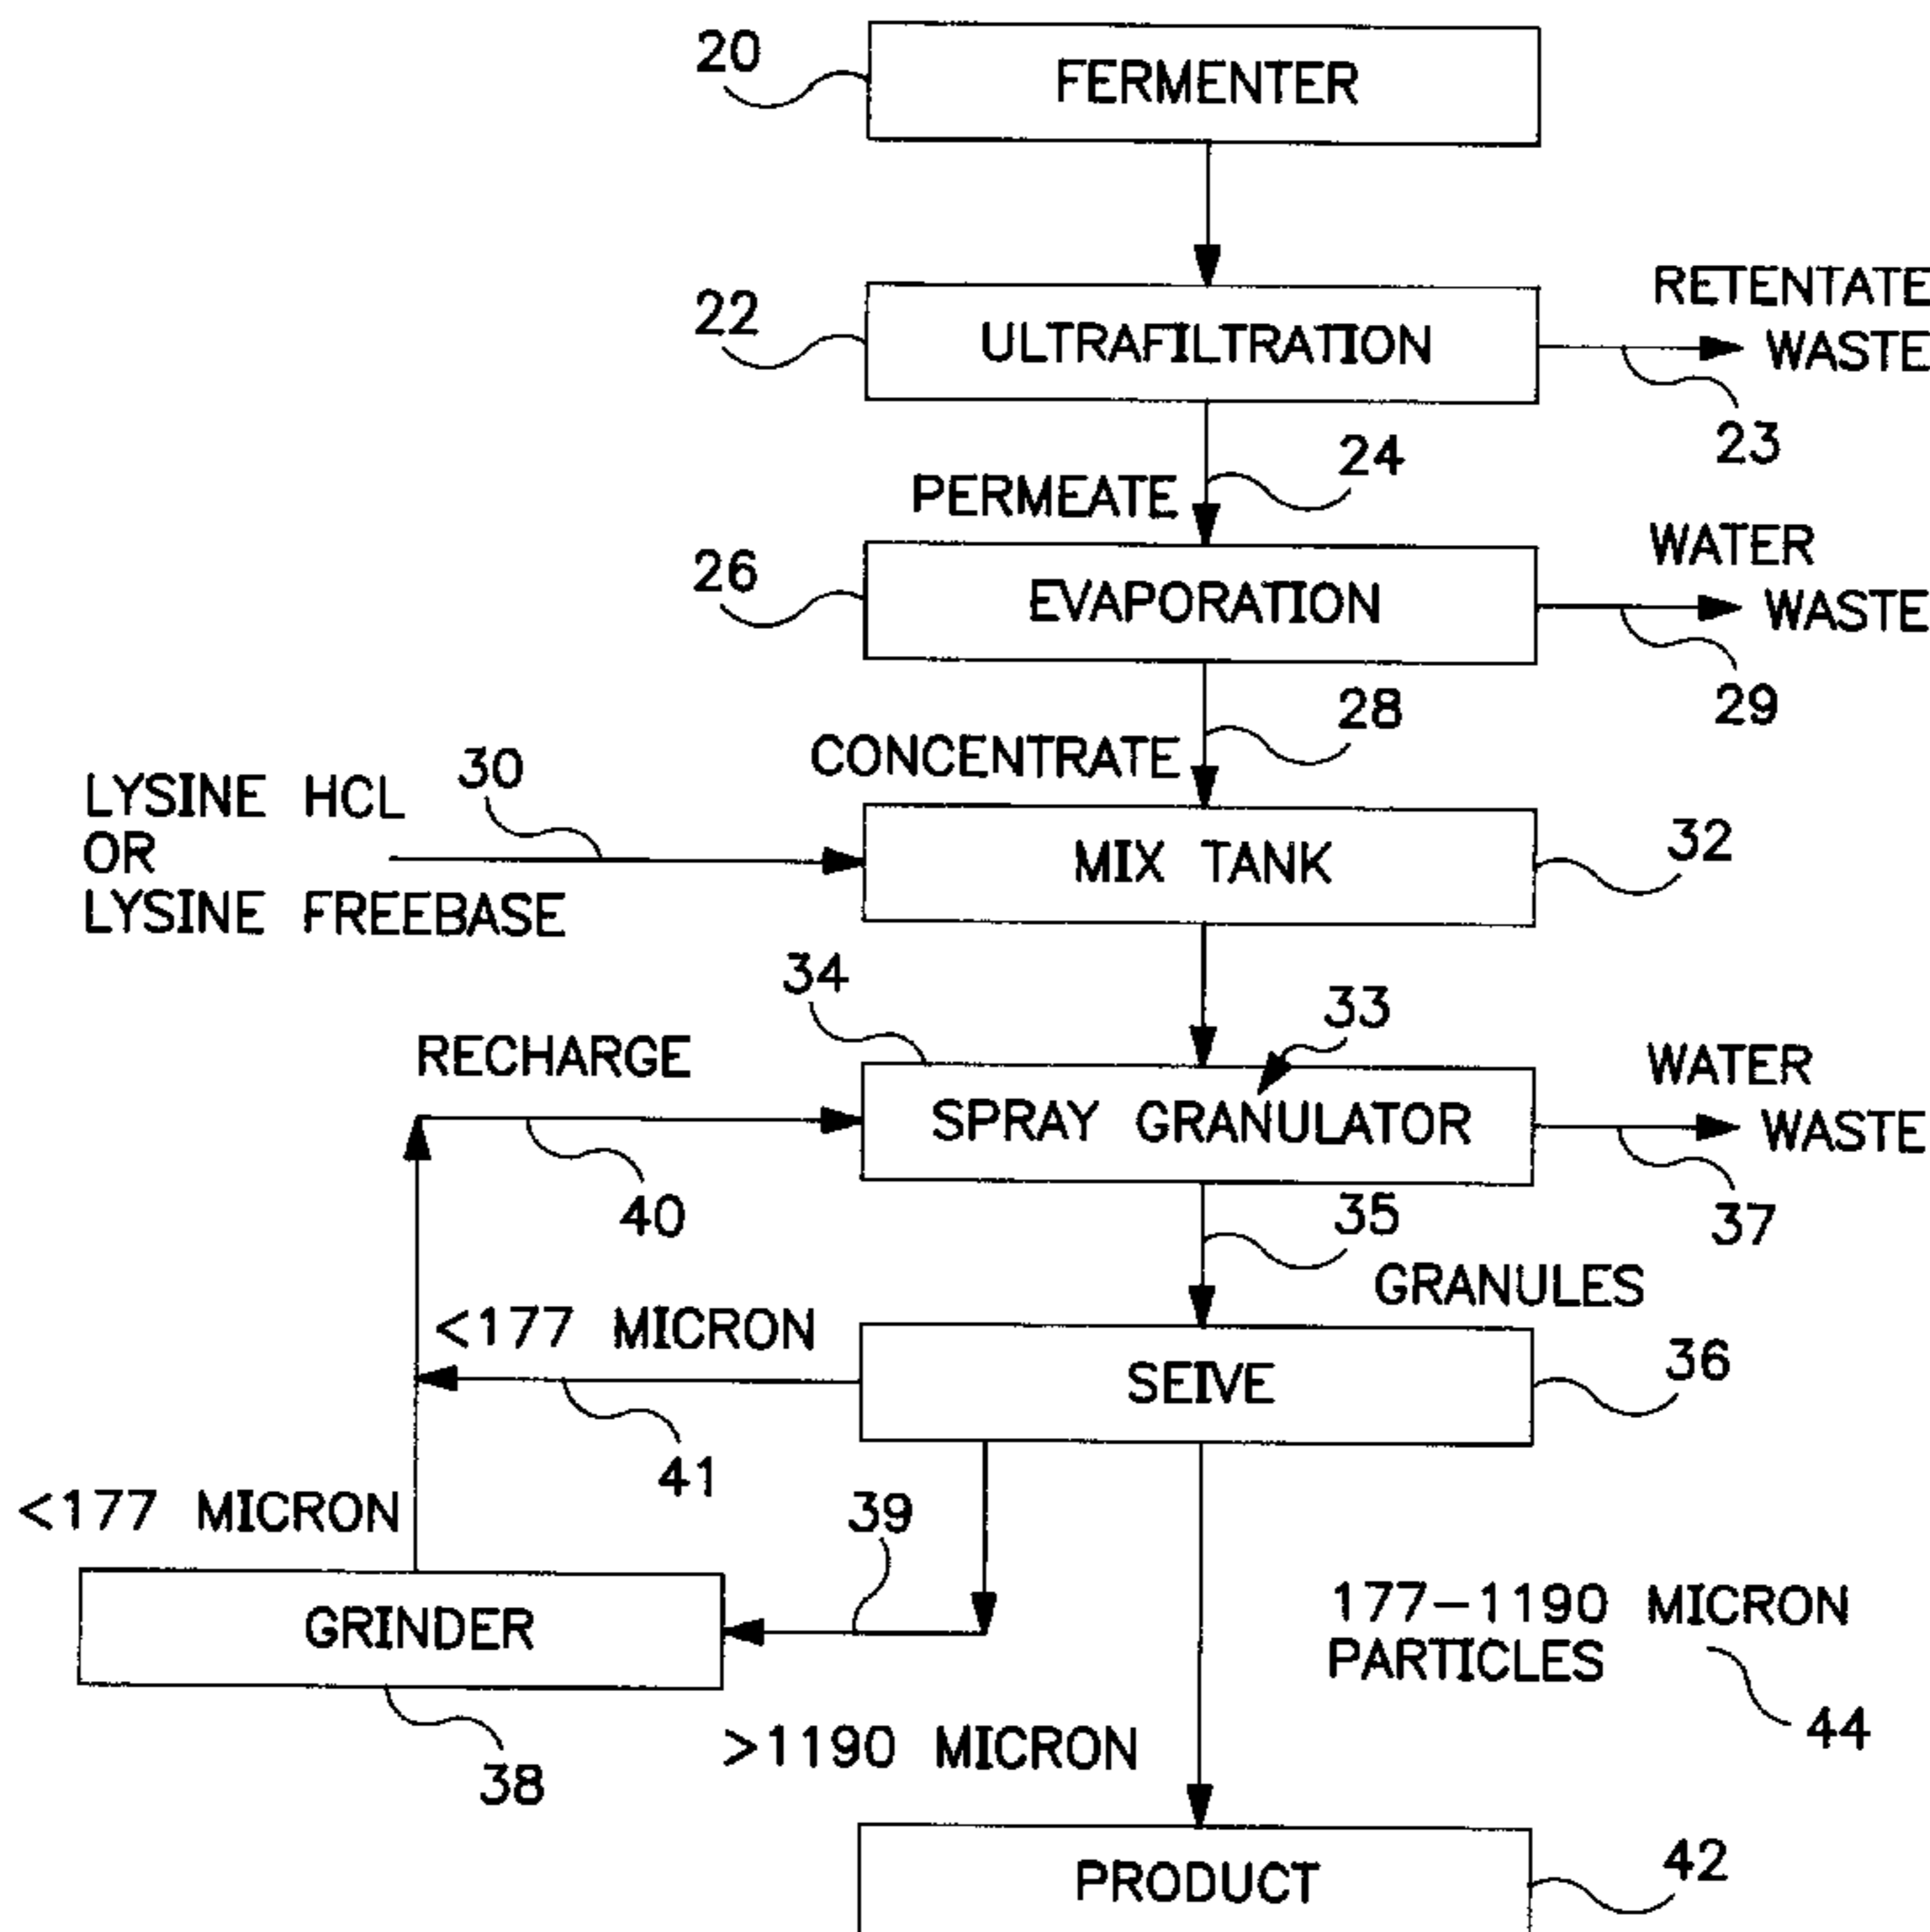 20
FERMENTER
22
ULTRAFILTRATION
RETENTATE
WASTE
23
24
PERMEATE
26
EVAPORATION
WATER
WASTE
29
28
CONCENTRATE
30
LYSINE HCL
OR
LYSINE FREEBASE
MIX TANK
32
34
33
RECHARGE
SPRAY GRANULATOR
WATER
WASTE
40
35
37
GRANULES
<177 MICRON
SEIVE
36
41
<177 MICRON
39
GRINDER
177-1190 MICRON
PARTICLES
44
38
>1190 MICRON
PRODUCT
42